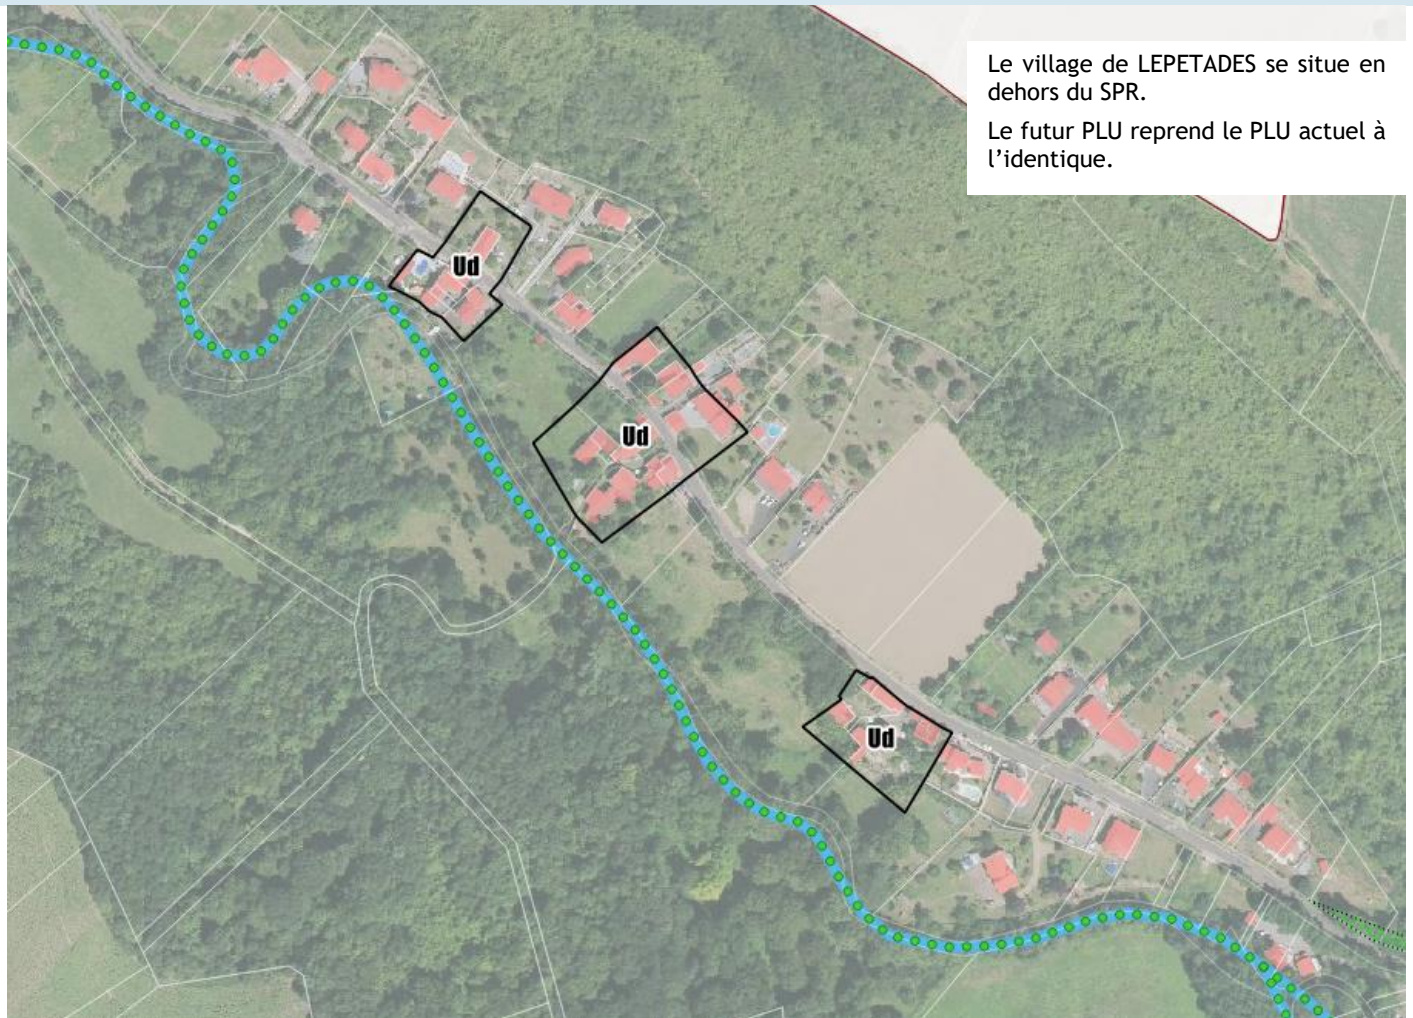 Le village de LEPETADES se situe en
dehors du SPR.
Le futur PLU reprend le PLU actuel à
l'identique.
Ud
Ud
Ud